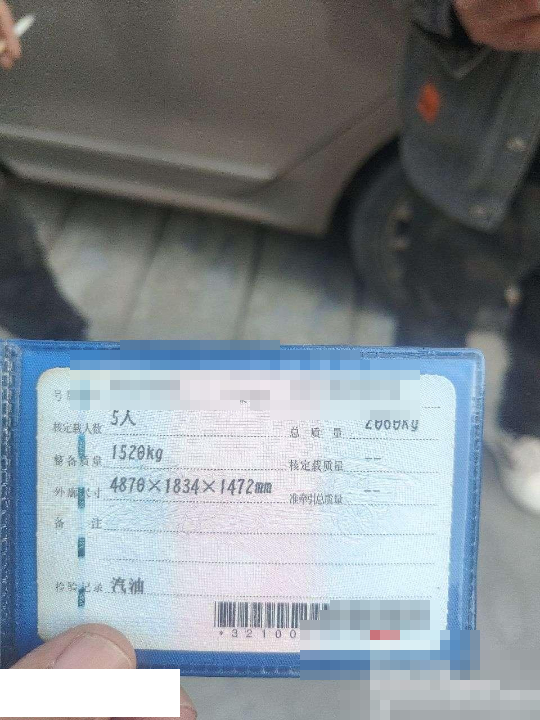 号
核定载人数 5人
总质量
整备质量 1520kg
核定载质量 --
外廓尺寸 4870×1834×1472mm
准牵引总质量 --
备 注
检验记录 汽油
*32100